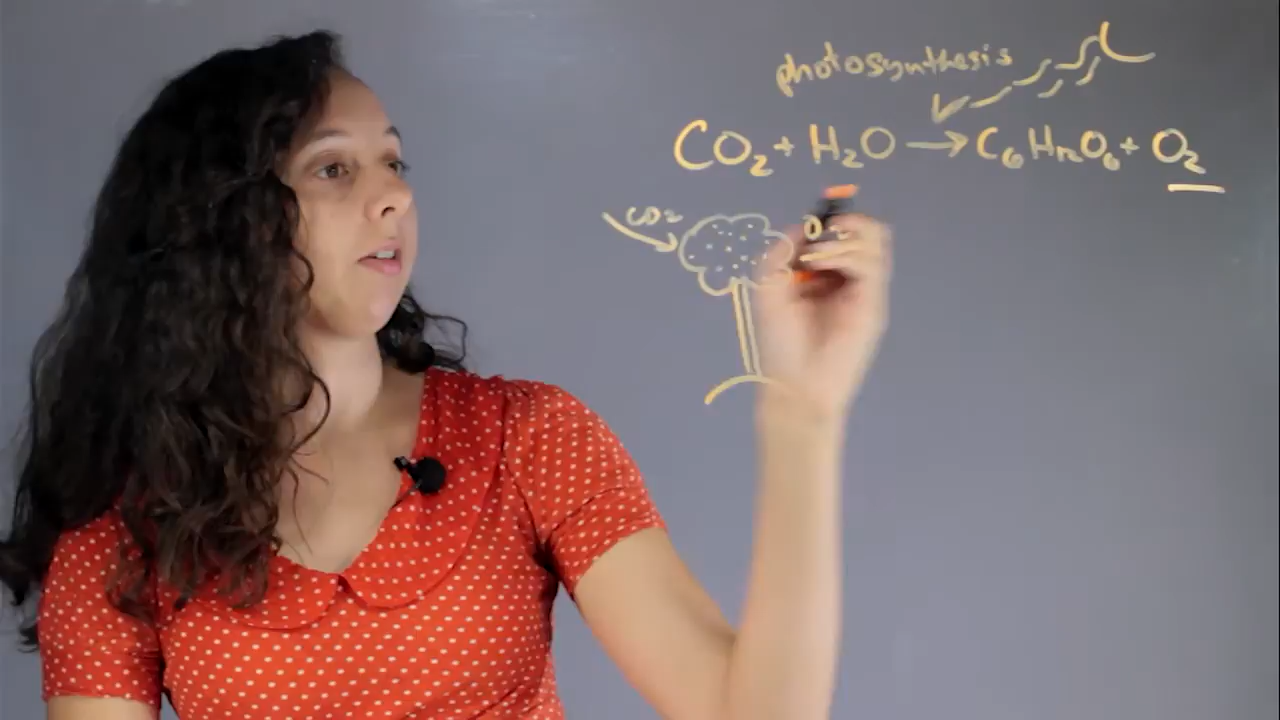 photosynthesis
CO₂ + H₂O → C₆H₁₂O₆ + O₂
CO₂